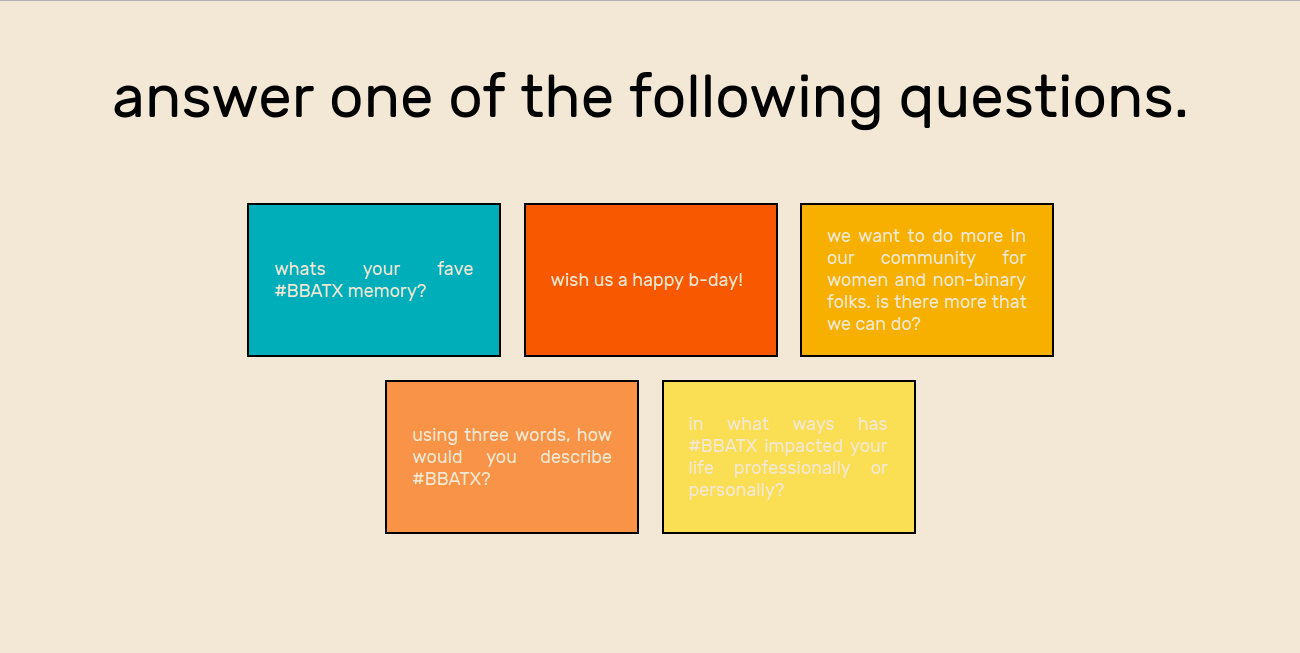 answer one of the following questions.
whats your fave
#BBATX memory?
wish us a happy b-day!
we want to do more in
our community for
women and non-binary
folks. is there more that
we can do?
using three words, how
would you describe
#BBATX?
in what ways has
#BBATX impacted your
life professionally or
personally?